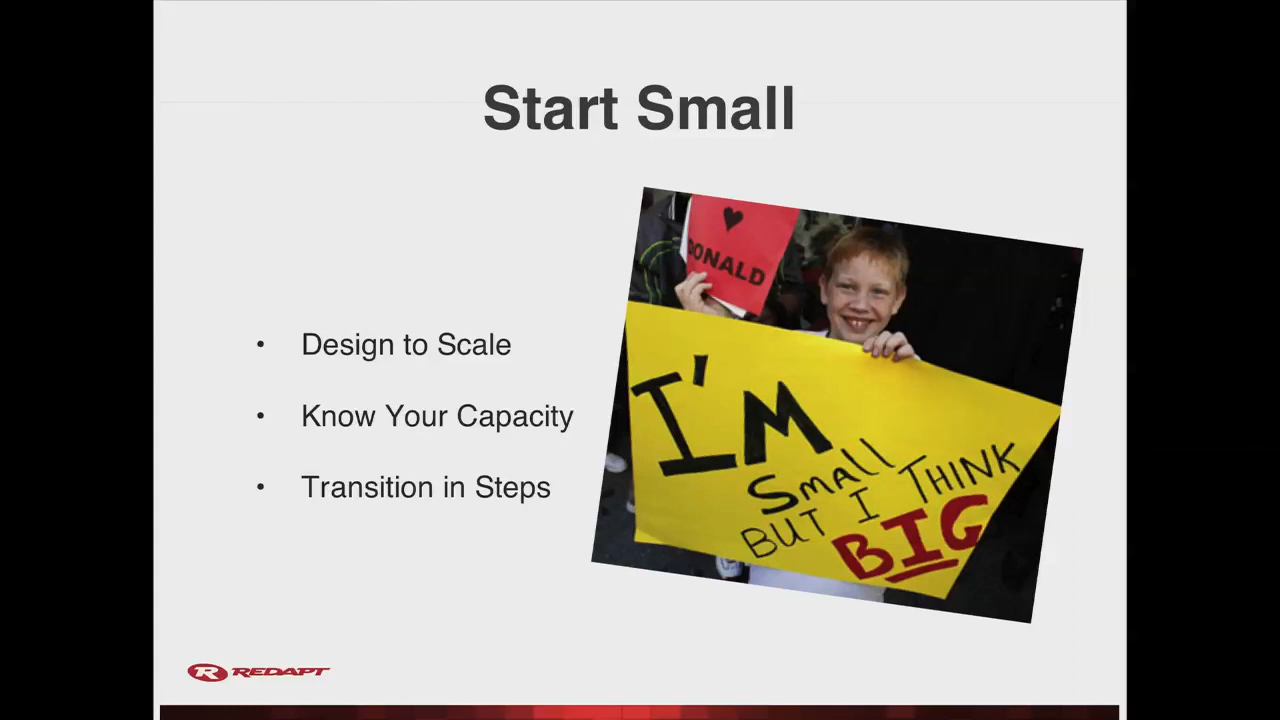 Start Small
• Design to Scale
• Know Your Capacity
• Transition in Steps
♥
DONALD
I'M
SMALL
BUT I THINK
BIG
R REDAPT